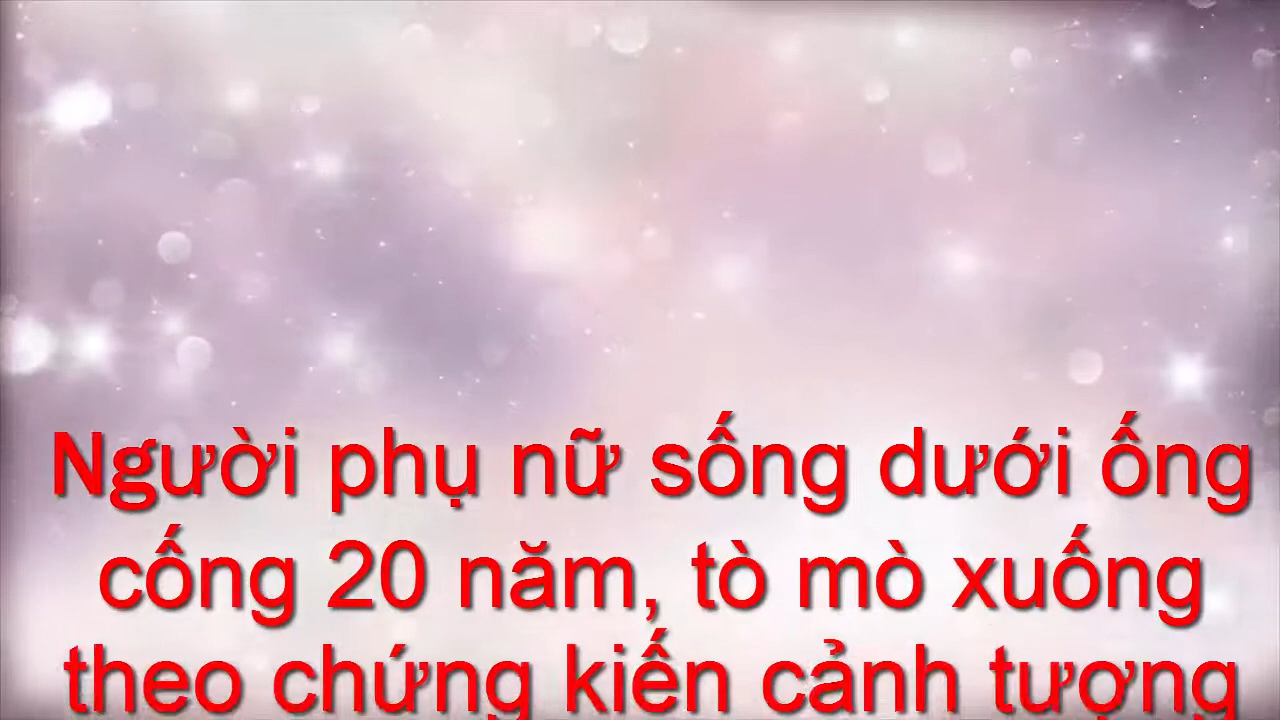 Người phụ nữ sống dưới ống
cống 20 năm, tò mò xuống
theo chứng kiến cảnh tượng